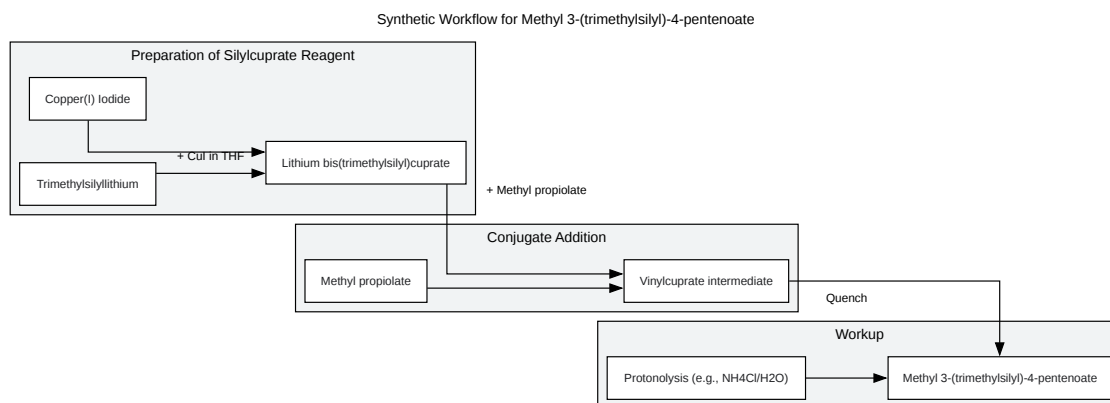 Synthetic Workflow for Methyl 3-(trimethylsilyl)-4-pentenoate
Preparation of Silylcuprate Reagent
Copper(I) Iodide
+ CuI in THF
Lithium bis(trimethylsilyl)cuprate
Trimethylsilyllithium
+ Methyl propiolate
Conjugate Addition
Methyl propiolate
Vinylcuprate intermediate
Quench
Workup
Protonolysis (e.g., NH4Cl/H2O)
Methyl 3-(trimethylsilyl)-4-pentenoate